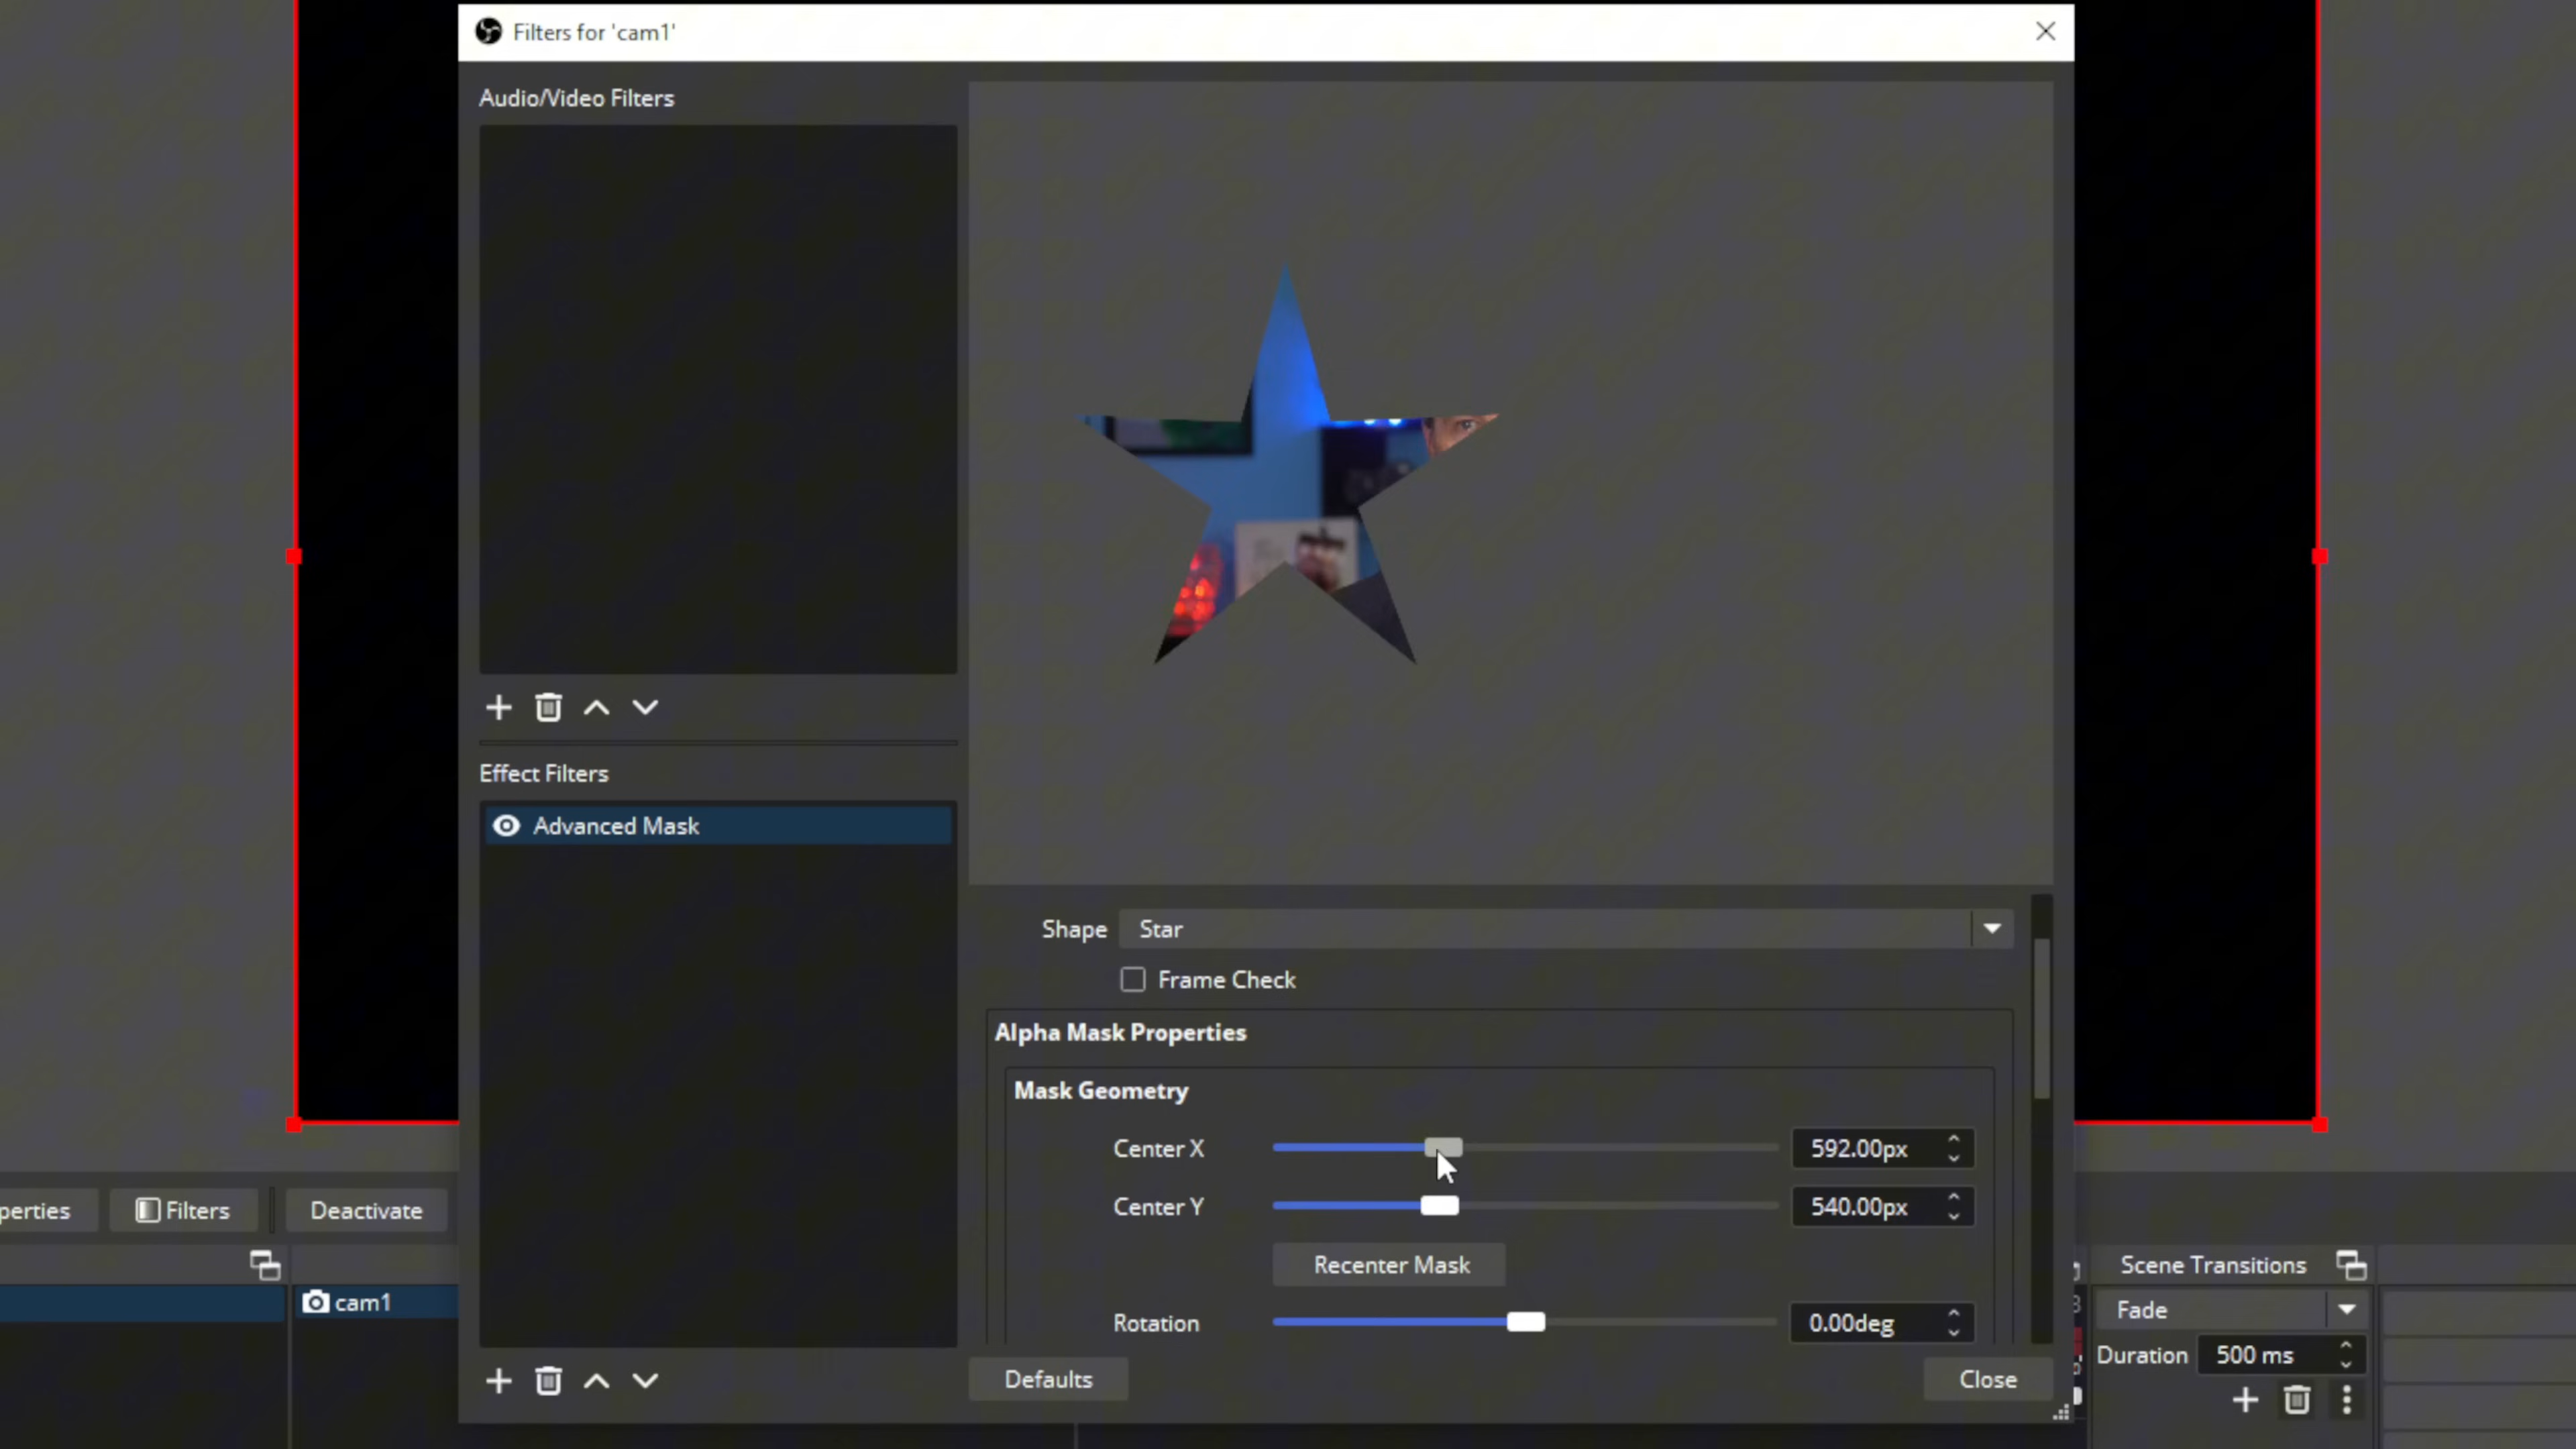 Filters for 'cam1'
Audio/Video Filters
Effect Filters
Advanced Mask
Shape Star
Frame Check
Alpha Mask Properties
Mask Geometry
Center X 592.00px
Center Y 540.00px
Recenter Mask
Rotation 0.00deg
Defaults
Close
perties
Filters
Deactivate
cam1
Scene Transitions
Fade
Duration 500 ms